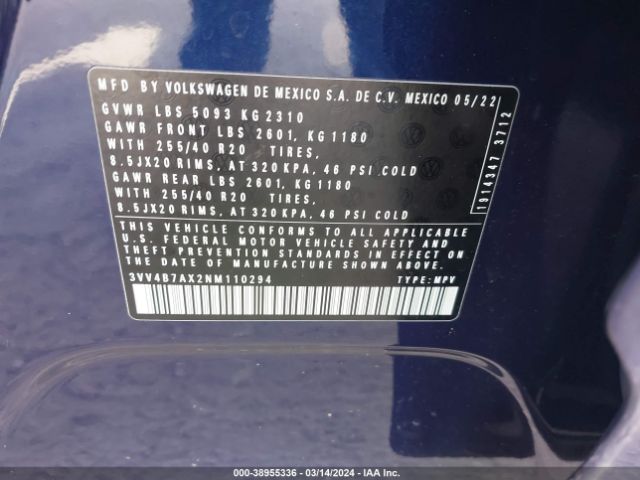 MFD BY VOLKSWAGEN DE MEXICO S.A. DE C.V. MEXICO 05/22
GVWR LBS 5093 KG 2310
GAWR FRONT LBS 2601, KG 1180
WITH 255/40 R20 TIRES,
8.5JX20 RIMS, AT 320 KPA, 46 PSI COLD
GAWR REAR LBS 2601, KG 1180
WITH 255/40 R20 TIRES,
8.5JX20 RIMS, AT 320 KPA, 46 PSI COLD
1914347 3712
THIS VEHICLE CONFORMS TO ALL APPLICABLE
U.S. FEDERAL MOTOR VEHICLE SAFETY AND
THEFT PREVENTION STANDARDS IN EFFECT ON
THE DATE OF MANUFACTURE SHOWN ABOVE
3VV4B7AX2NM110294 TYPE: MPV
000-38955336 - 03/14/2024 - IAA Inc.